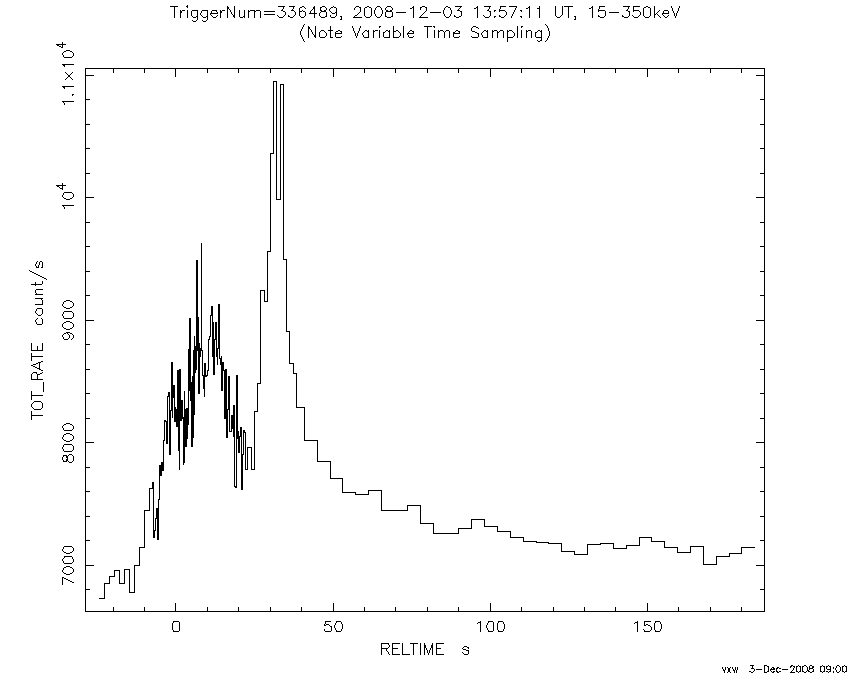 TriggerNum=336489, 2008-12-03 13:57:11 UT, 15-350keV
(Note Variable Time Sampling)
1.1×10⁴
10⁴
9000
8000
7000
TOT_RATE count/s
0 50 100 150
RELTIME s
vxw 3-Dec-2008 09:00